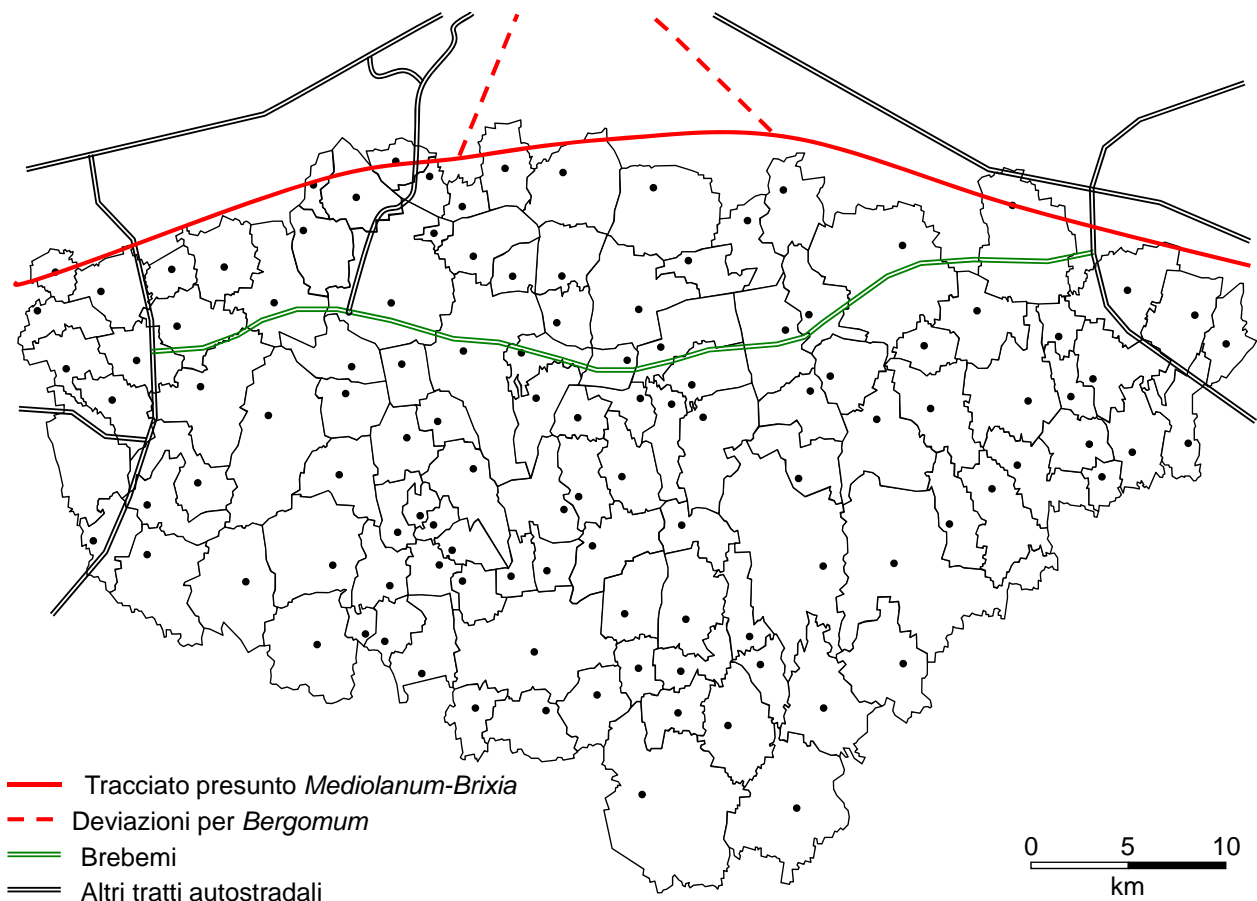 Tracciato presunto Mediolanum-Brixia
Deviazioni per Bergomum
Brebemi
Altri tratti autostradali
0 5 10
km